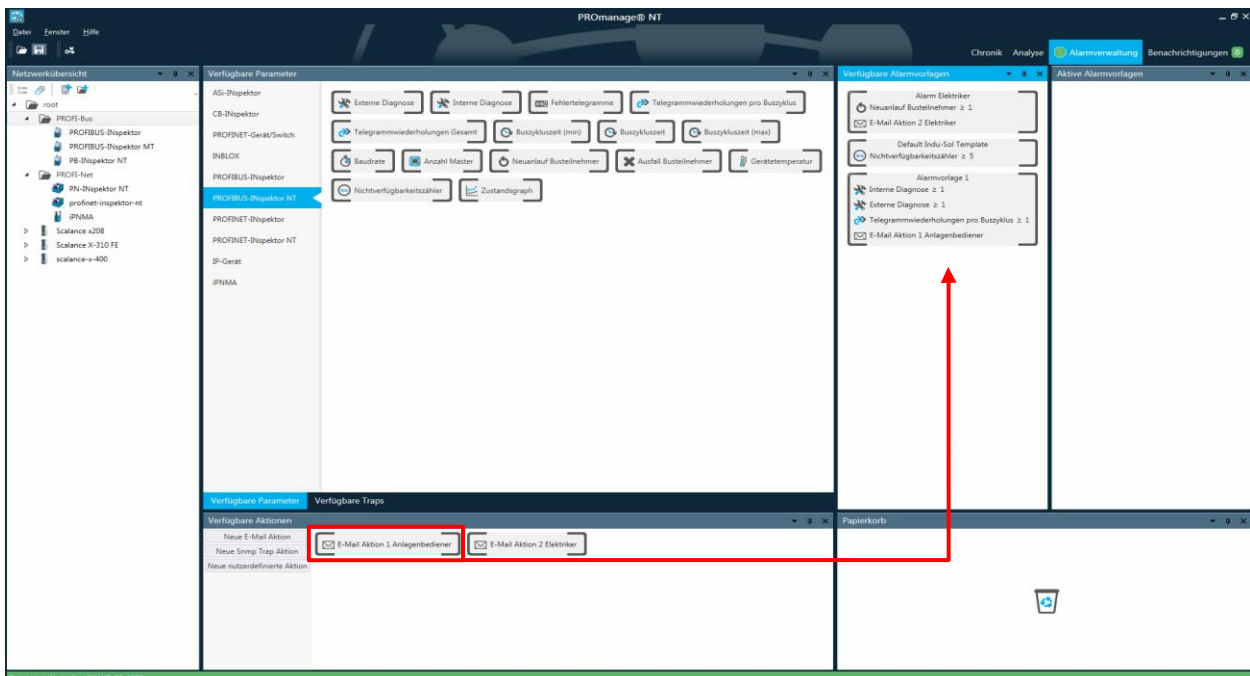 PROmanage® NT
Datei Fenster Hilfe
Chronik Analyse Alarmverwaltung Benachrichtigungen 0
Netzwerkübersicht
root
PROFI-Bus
PROFIBUS-INspektor
PROFIBUS-INspektor MT
PB-INspektor NT
PROFI-Net
PN-INspektor NT
profinet-inspektor-nt
iPNMA
Scalance x208
Scalance X-310 FE
scalance-x-400
Verfügbare Parameter
ASi-INspektor
CB-INspektor
PROFINET-Gerät/Switch
INBLOX
PROFIBUS-INspektor
PROFIBUS-INspektor NT
PROFINET-INspektor
PROFINET-INspektor NT
IP-Gerät
iPNMA
Externe Diagnose Interne Diagnose Fehlertelegramme Telegrammwiederholungen pro Buszyklus
Telegrammwiederholungen Gesamt Buszykluszeit (min) Buszykluszeit Buszykluszeit (max)
Baudrate Anzahl Master Neuanlauf Busteilnehmer Ausfall Busteilnehmer Gerätetemperatur
Nichtverfügbarkeitszähler Zustandsgraph
Verfügbare Parameter Verfügbare Traps
Verfügbare Alarmvorlagen
Alarm Elektriker
Neuanlauf Busteilnehmer ≥ 1
E-Mail Aktion 2 Elektriker
Default Indu-Sol Template
Nichtverfügbarkeitszähler ≥ 5
Alarmvorlage 1
Interne Diagnose ≥ 1
Externe Diagnose ≥ 1
Telegrammwiederholungen pro Buszyklus ≥ 1
E-Mail Aktion 1 Anlagenbediener
Aktive Alarmvorlagen
Verfügbare Aktionen
Neue E-Mail Aktion
Neue Snmp Trap Aktion
Neue nutzerdefinierte Aktion
E-Mail Aktion 1 Anlagenbediener E-Mail Aktion 2 Elektriker
Papierkorb